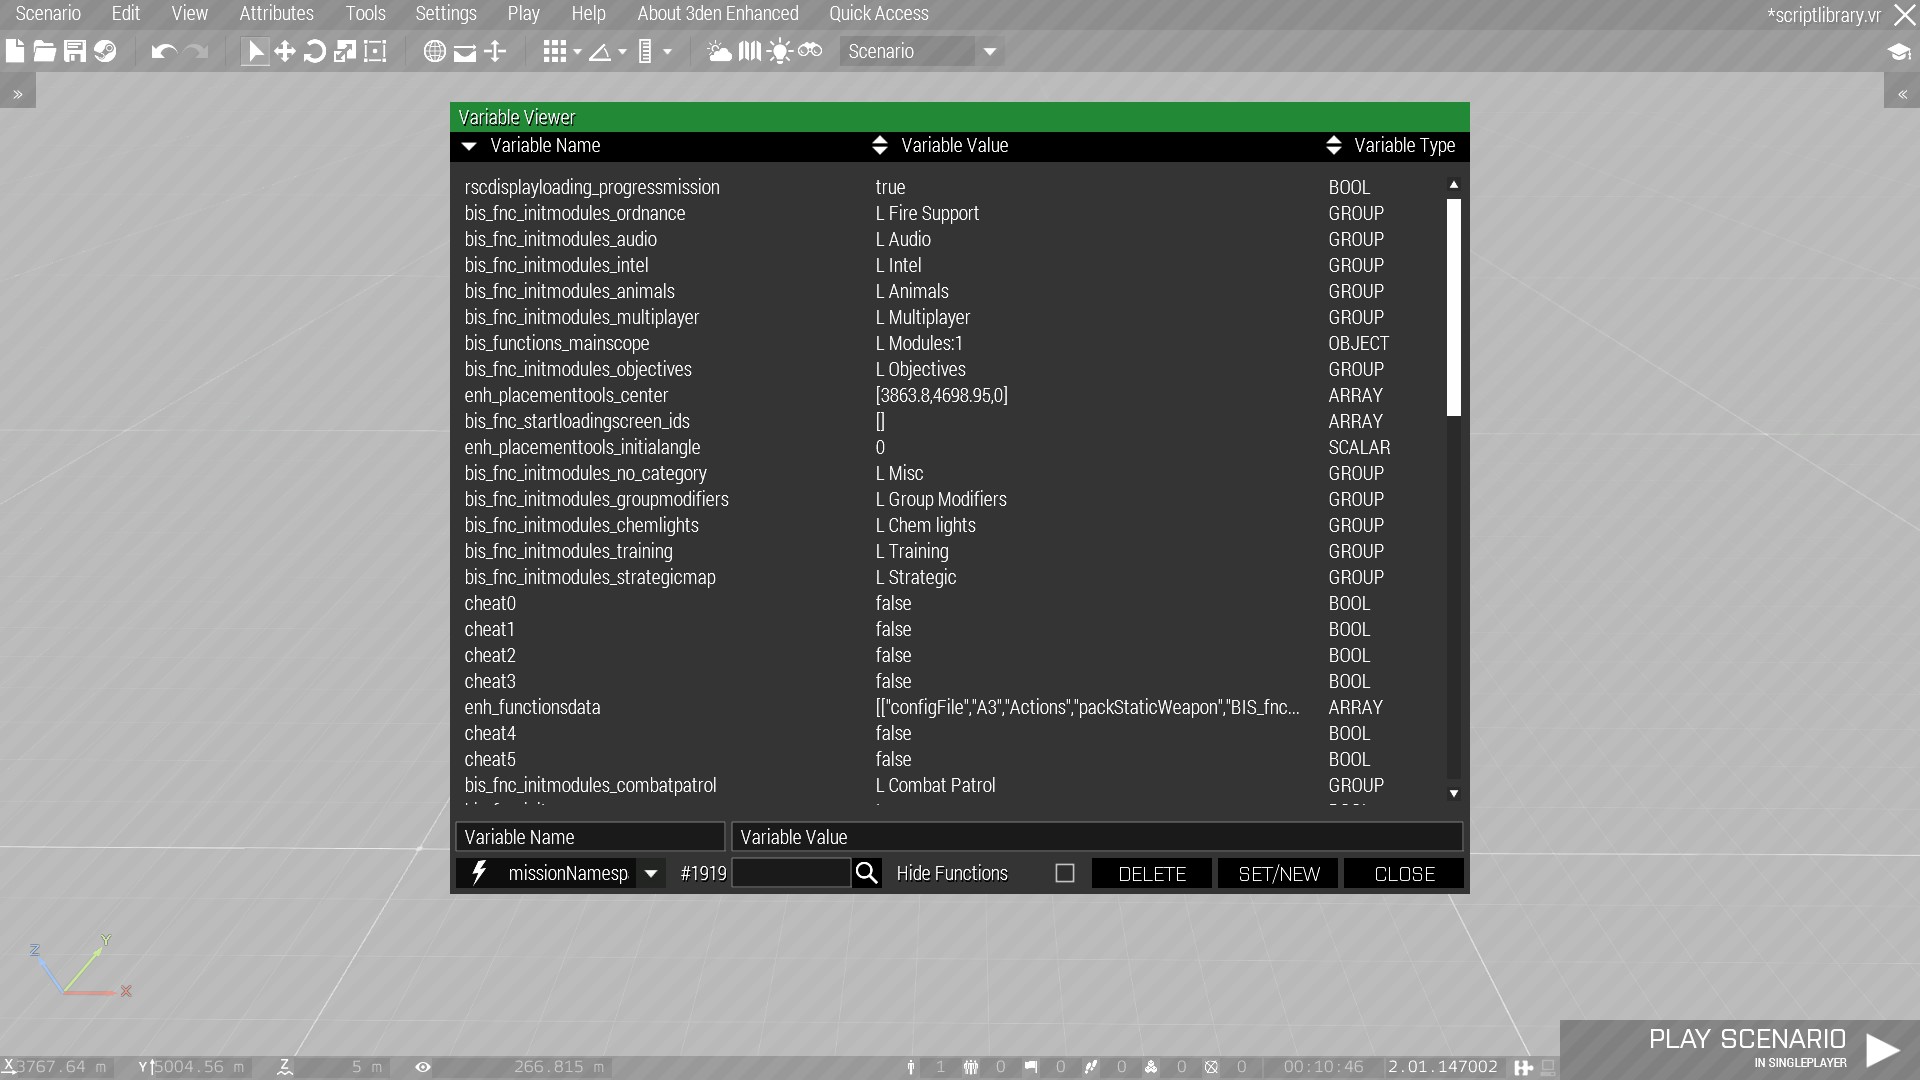 Scenario Edit View Attributes Tools Settings Play Help About 3den Enhanced Quick Access *scriptlibrary.vr
Scenario
Variable Viewer
Variable Name Variable Value Variable Type
rscdisplayloading_progressmission true BOOL
bis_fnc_initmodules_ordnance L Fire Support GROUP
bis_fnc_initmodules_audio L Audio GROUP
bis_fnc_initmodules_intel L Intel GROUP
bis_fnc_initmodules_animals L Animals GROUP
bis_fnc_initmodules_multiplayer L Multiplayer GROUP
bis_functions_mainscope L Modules:1 OBJECT
bis_fnc_initmodules_objectives L Objectives GROUP
enh_placementtools_center [3863.8,4698.95,0] ARRAY
bis_fnc_startloadingscreen_ids [] ARRAY
enh_placementtools_initialangle 0 SCALAR
bis_fnc_initmodules_no_category L Misc GROUP
bis_fnc_initmodules_groupmodifiers L Group Modifiers GROUP
bis_fnc_initmodules_chemlights L Chem lights GROUP
bis_fnc_initmodules_training L Training GROUP
bis_fnc_initmodules_strategicmap L Strategic GROUP
cheat0 false BOOL
cheat1 false BOOL
cheat2 false BOOL
cheat3 false BOOL
enh_functionsdata [["configFile","A3","Actions","packStaticWeapon","BIS_fnc... ARRAY
cheat4 false BOOL
cheat5 false BOOL
bis_fnc_initmodules_combatpatrol L Combat Patrol GROUP
Variable Name Variable Value
missionNamesp #1919 Hide Functions DELETE SET/NEW CLOSE
Z Y X
PLAY SCENARIO
IN SINGLEPLAYER
X 3767.64 m Y 5004.56 m Z 5 m 266.815 m 1 0 0 0 0 0 00:10:46 2.01.147002